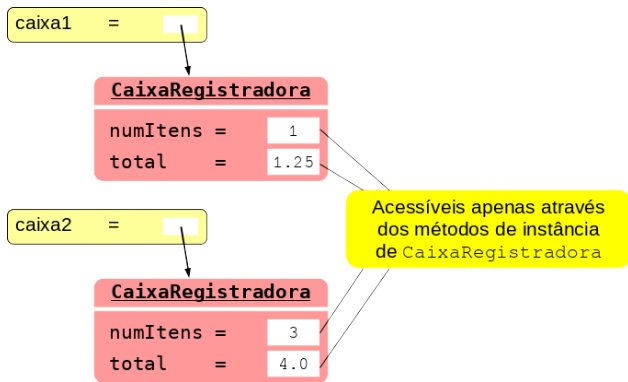 caixa1 =
CaixaRegistradora
numItens = 1
total = 1.25
Acessíveis apenas através
dos métodos de instância
de CaixaRegistradora
caixa2 =
CaixaRegistradora
numItens = 3
total = 4.0